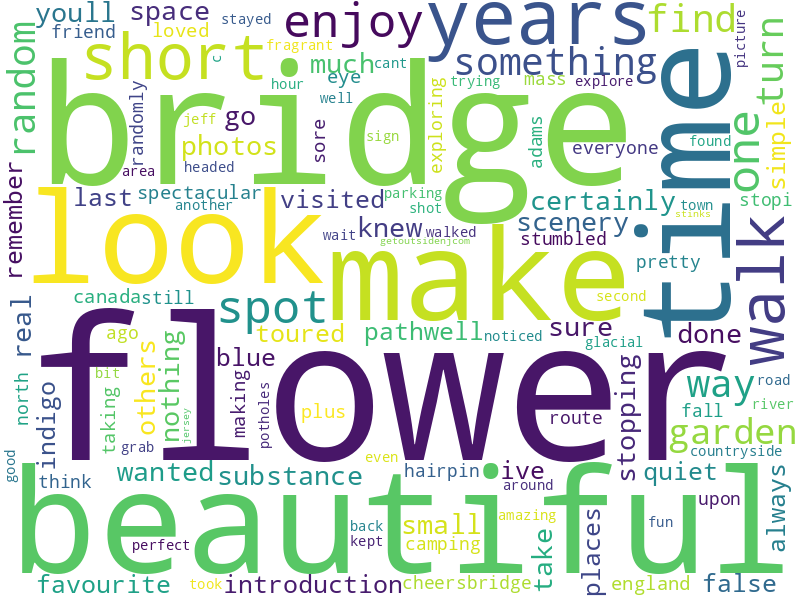 youll
space
stayed
enjoy
years
find
friend
loved
fragrant
short
c
much
cant
something
mass
explore
picture
random
bridge
time
turn
hour
eye
well
trying
randomly
jeff
go
photos
sore
sign
exploring
adams
everyone
found
one
simple
area
headed
remember
last
spectacular
another
visited
parking
shot
certainly
town
stopi
look
wait
knew
walked
scenery
stumbled
stinks
walk
getoutsidenjcom
make
pretty
canadastill
spot
second
real
ago
toured
pathwell
noticed
sure
glacial
done
north
bit
others
nothing
blue
flower
way
road
indigo
taking
jersey
making
potholes
plus
route
stopping
fall
river
grab
even
garden
good
think
wanted
substance
hairpin
ive
around
quiet
countryside
upon
always
beautiful
perfect
back
kept
small
camping
amazing
take
places
fun
favourite
took
introduction
cheersbridge
england
false